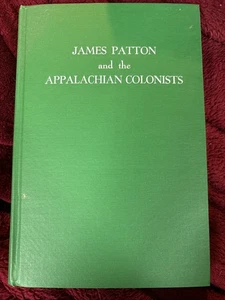 JAMES PATTON
and the
APPALACHIAN COLONISTS